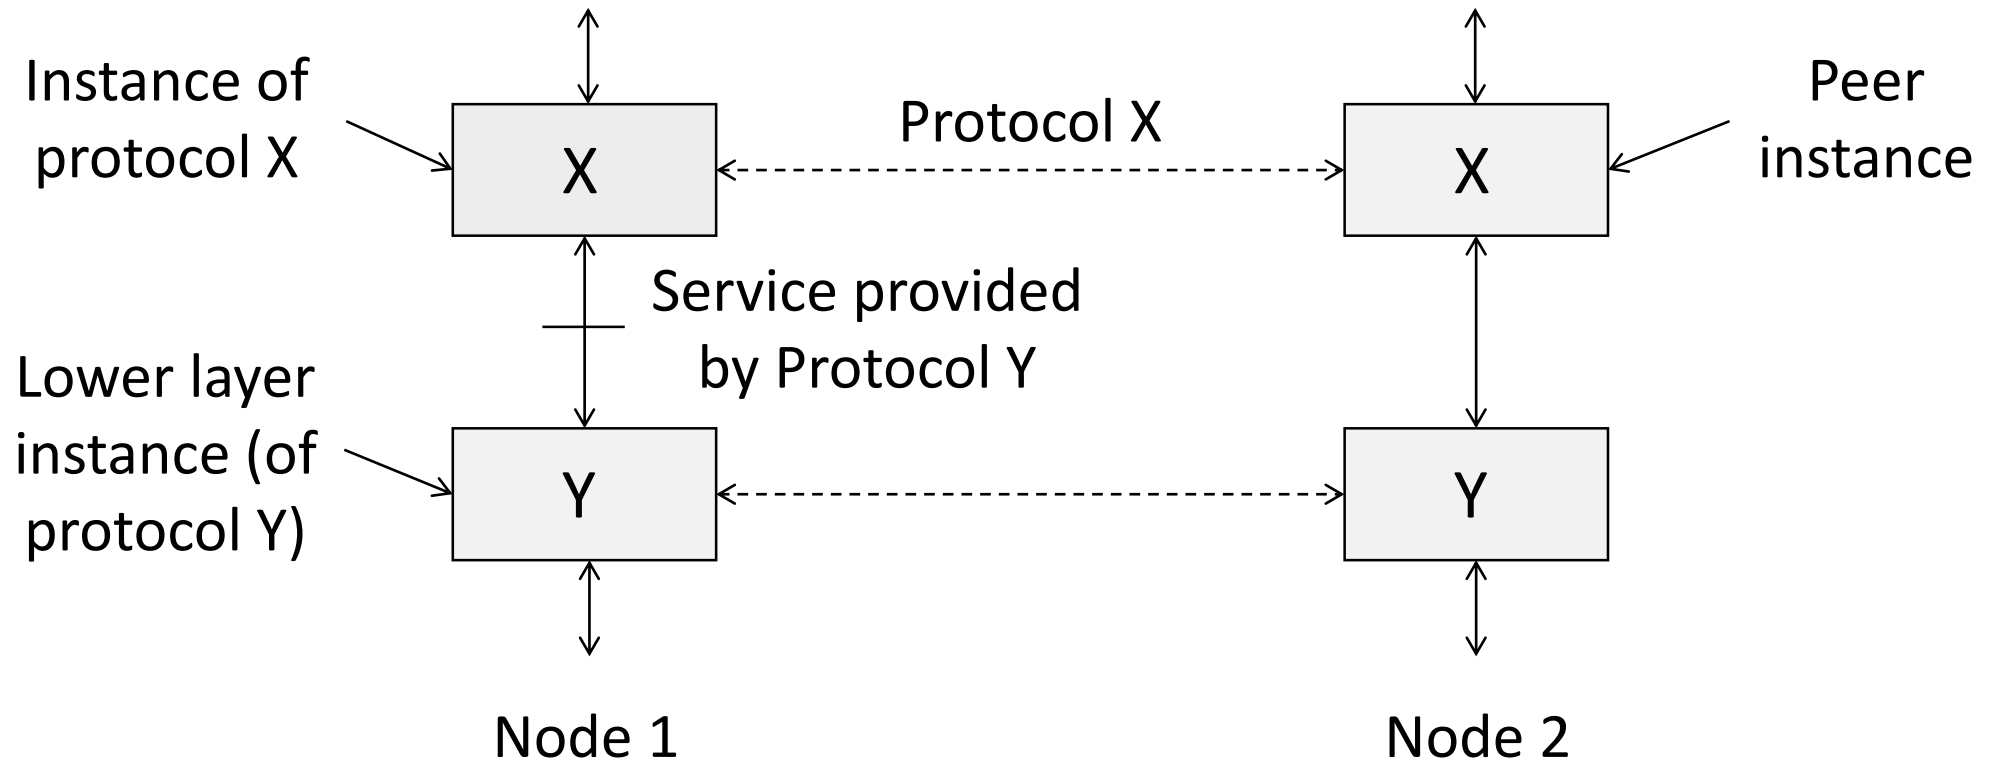 Instance of
protocol X
X
Protocol X
X
Peer
instance
Service provided
by Protocol Y
Lower layer
instance (of
protocol Y)
Y
Y
Node 1
Node 2